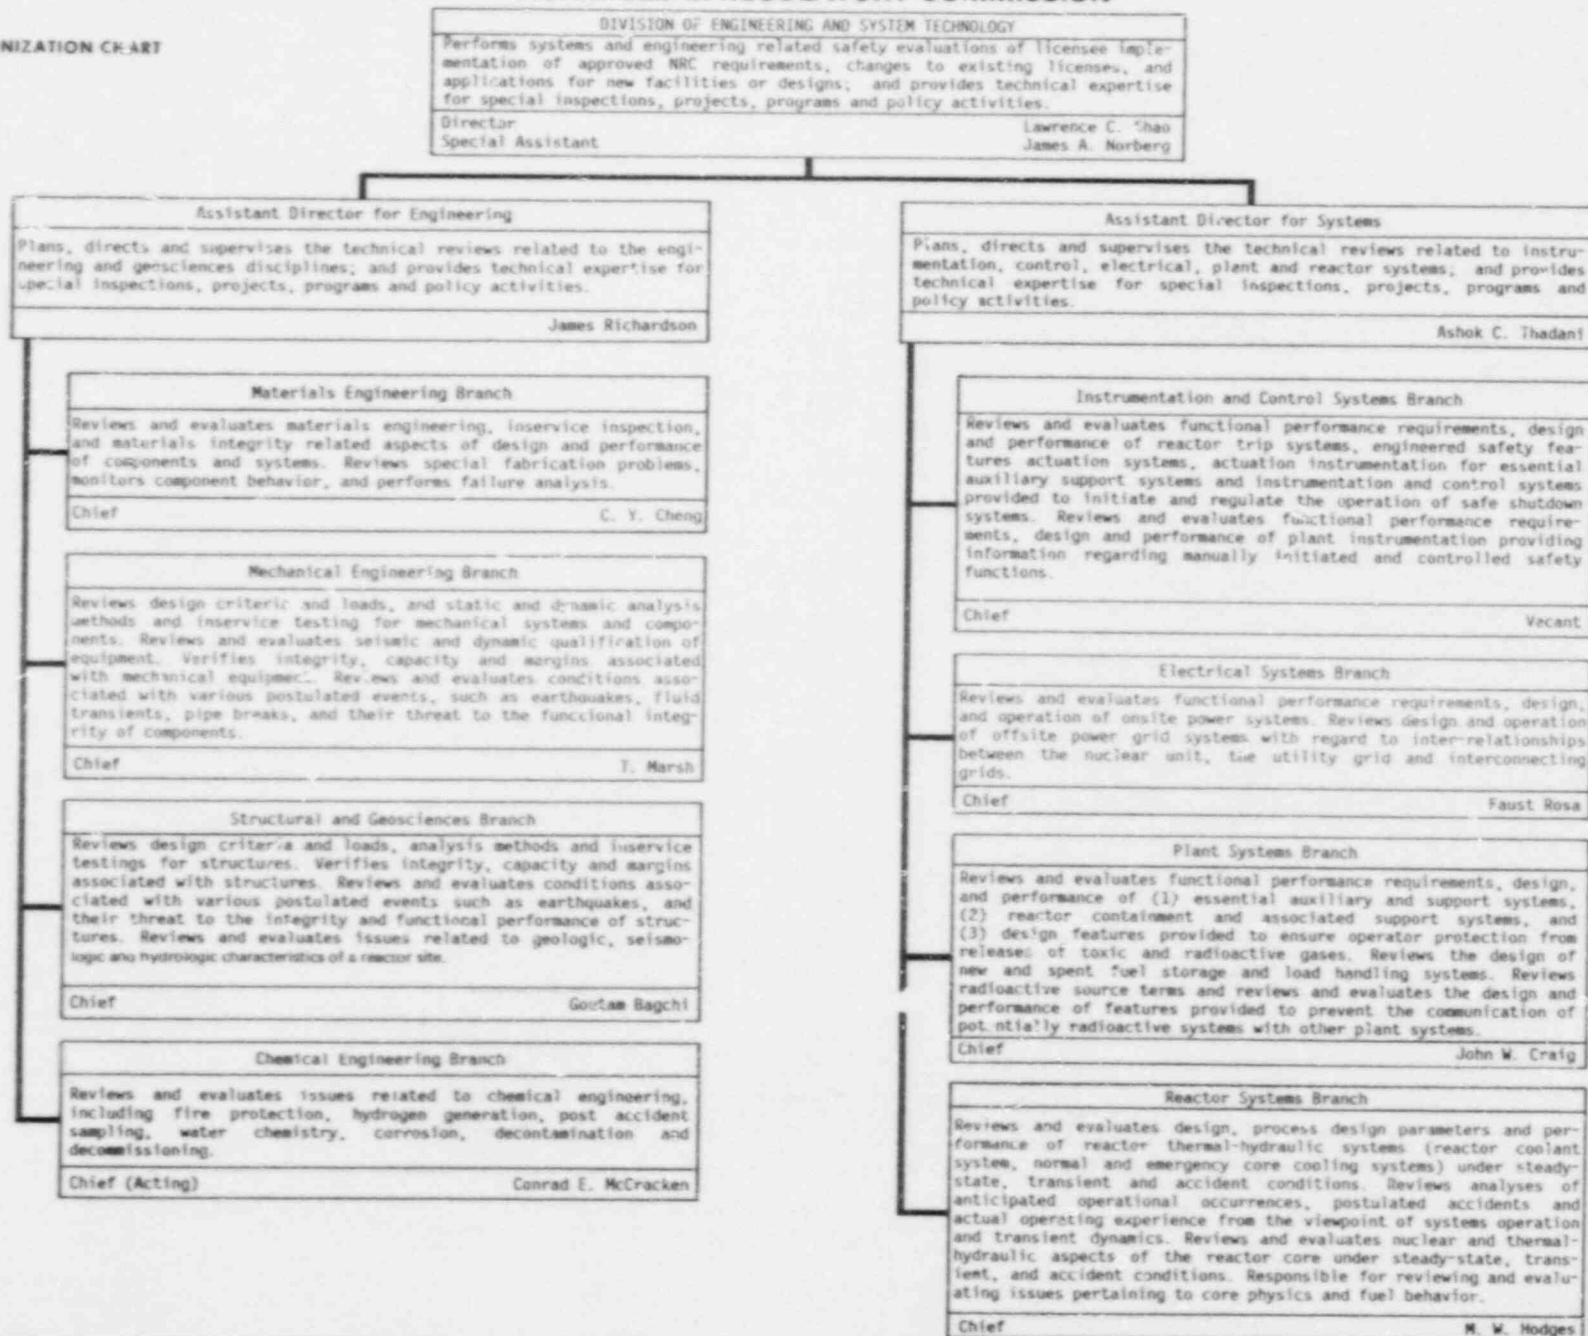 NIZATION CHART
DIVISION OF ENGINEERING AND SYSTEM TECHNOLOGY
Performs systems and engineering related safety evaluations of licensee imple-
mentation of approved NRC requirements, changes to existing licenses, and
applications for new facilities or designs; and provides technical expertise
for special inspections, projects, programs and policy activities.
Director Lawrence C. Shao
Special Assistant James A. Norberg
Assistant Director for Engineering
Plans, directs and supervises the technical reviews related to the engi-
neering and geosciences disciplines; and provides technical expertise for
special inspections, projects, programs and policy activities.
James Richardson
Materials Engineering Branch
Reviews and evaluates materials engineering, inservice inspection,
and materials integrity related aspects of design and performance
of components and systems. Reviews special fabrication problems,
monitors component behavior, and performs failure analysis.
Chief C. Y. Cheng
Mechanical Engineering Branch
Reviews design criteric and loads, and static and dynamic analysis
methods and inservice testing for mechanical systems and compo-
nents. Reviews and evaluates seismic and dynamic qualification of
equipment. Verifies integrity, capacity and margins associated
with mechanical equipment. Reviews and evaluates conditions asso-
ciated with various postulated events, such as earthquakes, fluid
transients, pipe breaks, and their threat to the functional integ-
rity of components.
Chief T. Marsh
Structural and Geosciences Branch
Reviews design criteria and loads, analysis methods and inservice
testings for structures. Verifies integrity, capacity and margins
associated with structures. Reviews and evaluates conditions asso-
ciated with various postulated events such as earthquakes, and
their threat to the integrity and functional performance of struc-
tures. Reviews and evaluates issues related to geologic, seismo-
logic and hydrologic characteristics of a reactor site.
Chief Goutam Bagchi
Chemical Engineering Branch
Reviews and evaluates issues related to chemical engineering,
including fire protection, hydrogen generation, post accident
sampling, water chemistry, corrosion, decontamination and
decommissioning.
Chief (Acting) Conrad E. McCracken
Assistant Director for Systems
Plans, directs and supervises the technical reviews related to instru-
mentation, control, electrical, plant and reactor systems; and provides
technical expertise for special inspections, projects, programs and
policy activities.
Ashok C. Thadani
Instrumentation and Control Systems Branch
Reviews and evaluates functional performance requirements, design
and performance of reactor trip systems, engineered safety fea-
tures actuation systems, actuation instrumentation for essential
auxiliary support systems and instrumentation and control systems
provided to initiate and regulate the operation of safe shutdown
systems. Reviews and evaluates functional performance require-
ments, design and performance of plant instrumentation providing
information regarding manually initiated and controlled safety
functions.
Chief Vacant
Electrical Systems Branch
Reviews and evaluates functional performance requirements, design,
and operation of onsite power systems. Reviews design and operation
of offsite power grid systems with regard to inter-relationships
between the nuclear unit, the utility grid and interconnecting
grids.
Chief Faust Rosa
Plant Systems Branch
Reviews and evaluates functional performance requirements, design,
and performance of (1) essential auxiliary and support systems,
(2) reactor containment and associated support systems, and
(3) design features provided to ensure operator protection from
releases of toxic and radioactive gases. Reviews the design of
new and spent fuel storage and load handling systems. Reviews
radioactive source terms and reviews and evaluates the design and
performance of features provided to prevent the communication of
potentially radioactive systems with other plant systems.
Chief John W. Craig
Reactor Systems Branch
Reviews and evaluates design, process design parameters and per-
formance of reactor thermal-hydraulic systems (reactor coolant
system, normal and emergency core cooling systems) under steady-
state, transient and accident conditions. Reviews analyses of
anticipated operational occurrences, postulated accidents and
actual operating experience from the viewpoint of systems operation
and transient dynamics. Reviews and evaluates nuclear and thermal-
hydraulic aspects of the reactor core under steady-state, trans-
ient, and accident conditions. Responsible for reviewing and evalu-
ating issues pertaining to core physics and fuel behavior.
Chief M. W. Hodges